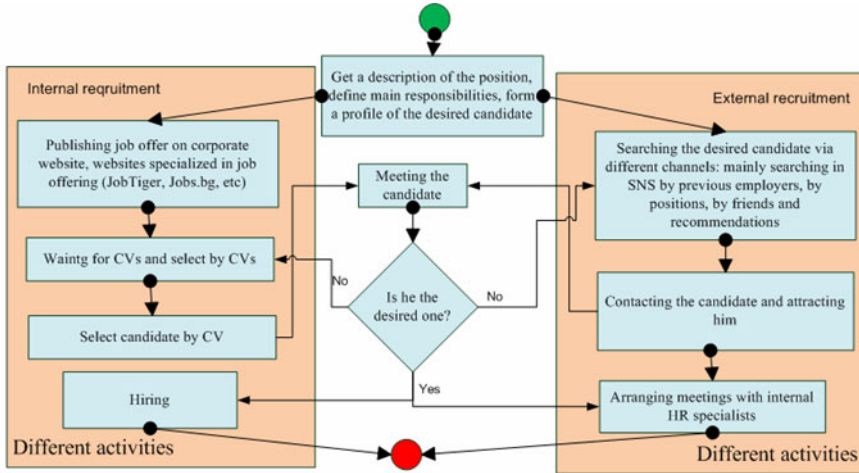 Get a description of the position,
define main responsibilities, form
a profile of the desired candidate
Internal reqruitment
Publishing job offer on corporate
website, websites specialized in job
offering (JobTiger, Jobs.bg, etc)
Waintg for CVs and select by CVs
Select candidate by CV
Hiring
Different activities
Meeting the
candidate
Is he the
desired one?
No
No
Yes
External recruitment
Searching the desired candidate via
different channels: mainly searching in
SNS by previous employers, by
positions, by friends and
recommendations
Contacting the candidate and attracting
him
Arranging meetings with internal
HR specialists
Different activities